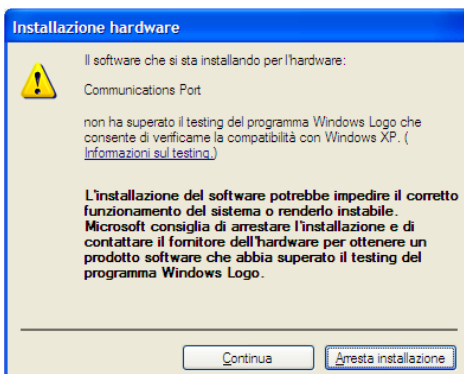 Installazione hardware
Il software che si sta installando per l'hardware:
Communications Port
non ha superato il testing del programma Windows Logo che
consente di verificarne la compatibilità con Windows XP. (
Informazioni sul testing.)
L'installazione del software potrebbe impedire il corretto
funzionamento del sistema o renderlo instabile.
Microsoft consiglia di arrestare l'installazione e di
contattare il fornitore dell'hardware per ottenere un
prodotto software che abbia superato il testing del
programma Windows Logo.
Continua
Arresta installazione